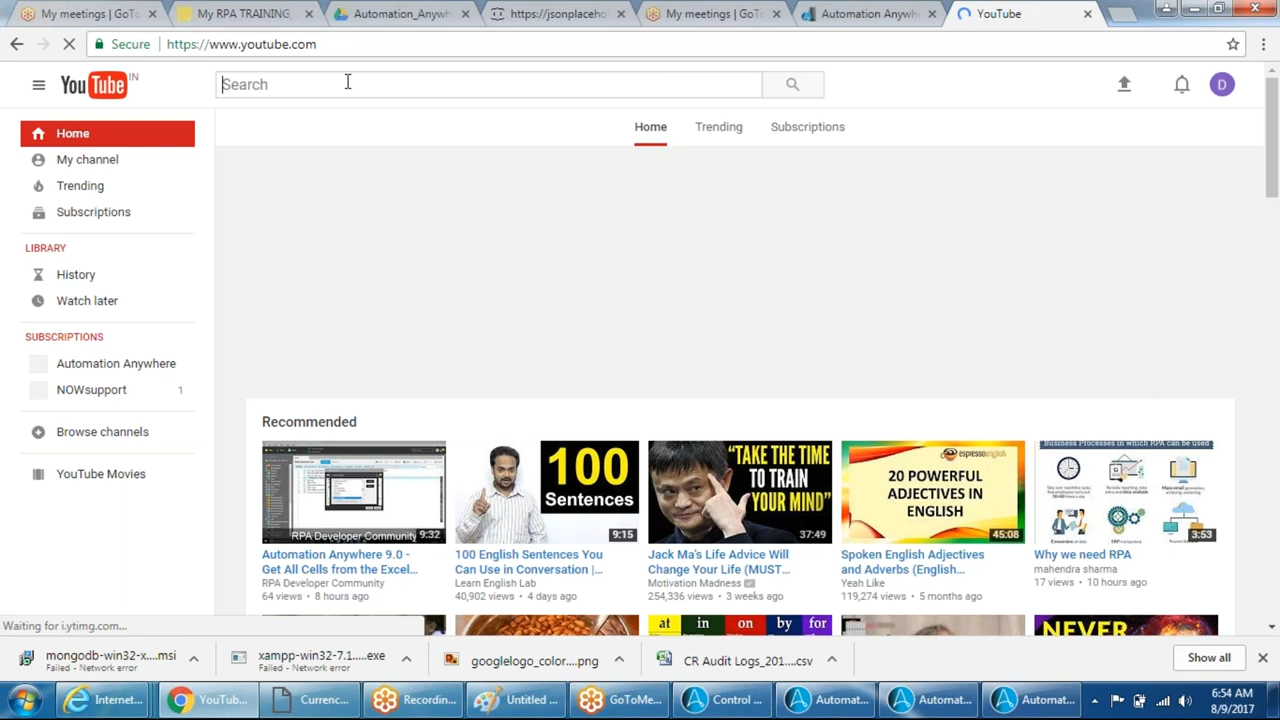 My meetings | GoTo
My RPA TRAINING,
Automation_Anywh
https://jsonplaceho
My meetings | GoTo
Automation Anywh
YouTube
Secure
https://www.youtube.com
YouTube IN
Search
Home
Trending
Subscriptions
Home
My channel
Trending
Subscriptions
LIBRARY
History
Watch later
SUBSCRIPTIONS
Automation Anywhere
NOWsupport 1
Browse channels
YouTube Movies
D
Recommended
RPA Developer Community
9:32
Automation Anywhere 9.0 -
Get All Cells from the Excel...
RPA Developer Community
64 views • 8 hours ago
100
Sentences
9:15
100 English Sentences You
Can Use in Conversation |...
Learn English Lab
40,902 views • 4 days ago
"TAKE THE TIME
TO TRAIN
YOUR MIND"
37:49
Jack Ma's Life Advice Will
Change Your Life (MUST...
Motivation Madness
254,336 views • 3 weeks ago
espressoenglish
20 POWERFUL
ADJECTIVES IN
ENGLISH
45:08
Spoken English Adjectives
and Adverbs (English...
Yeah Like
119,274 views • 5 months ago
Business Processes in which RPA can be used
3:53
Why we need RPA
mahendra sharma
17 views • 10 hours ago
at in on by for
NEVER
Waiting for i.ytimg.com...
mongodb-win32-x....msi
Failed - Network error
xampp-win32-7.1....exe
Failed - Network error
googlelogo_color....png
CR Audit Logs_201....csv
Show all
Internet...
YouTub...
Currenc...
Recordin...
Untitled ...
GoToMe...
Control ...
Automat...
Automat...
Automat...
6:54 AM
8/9/2017